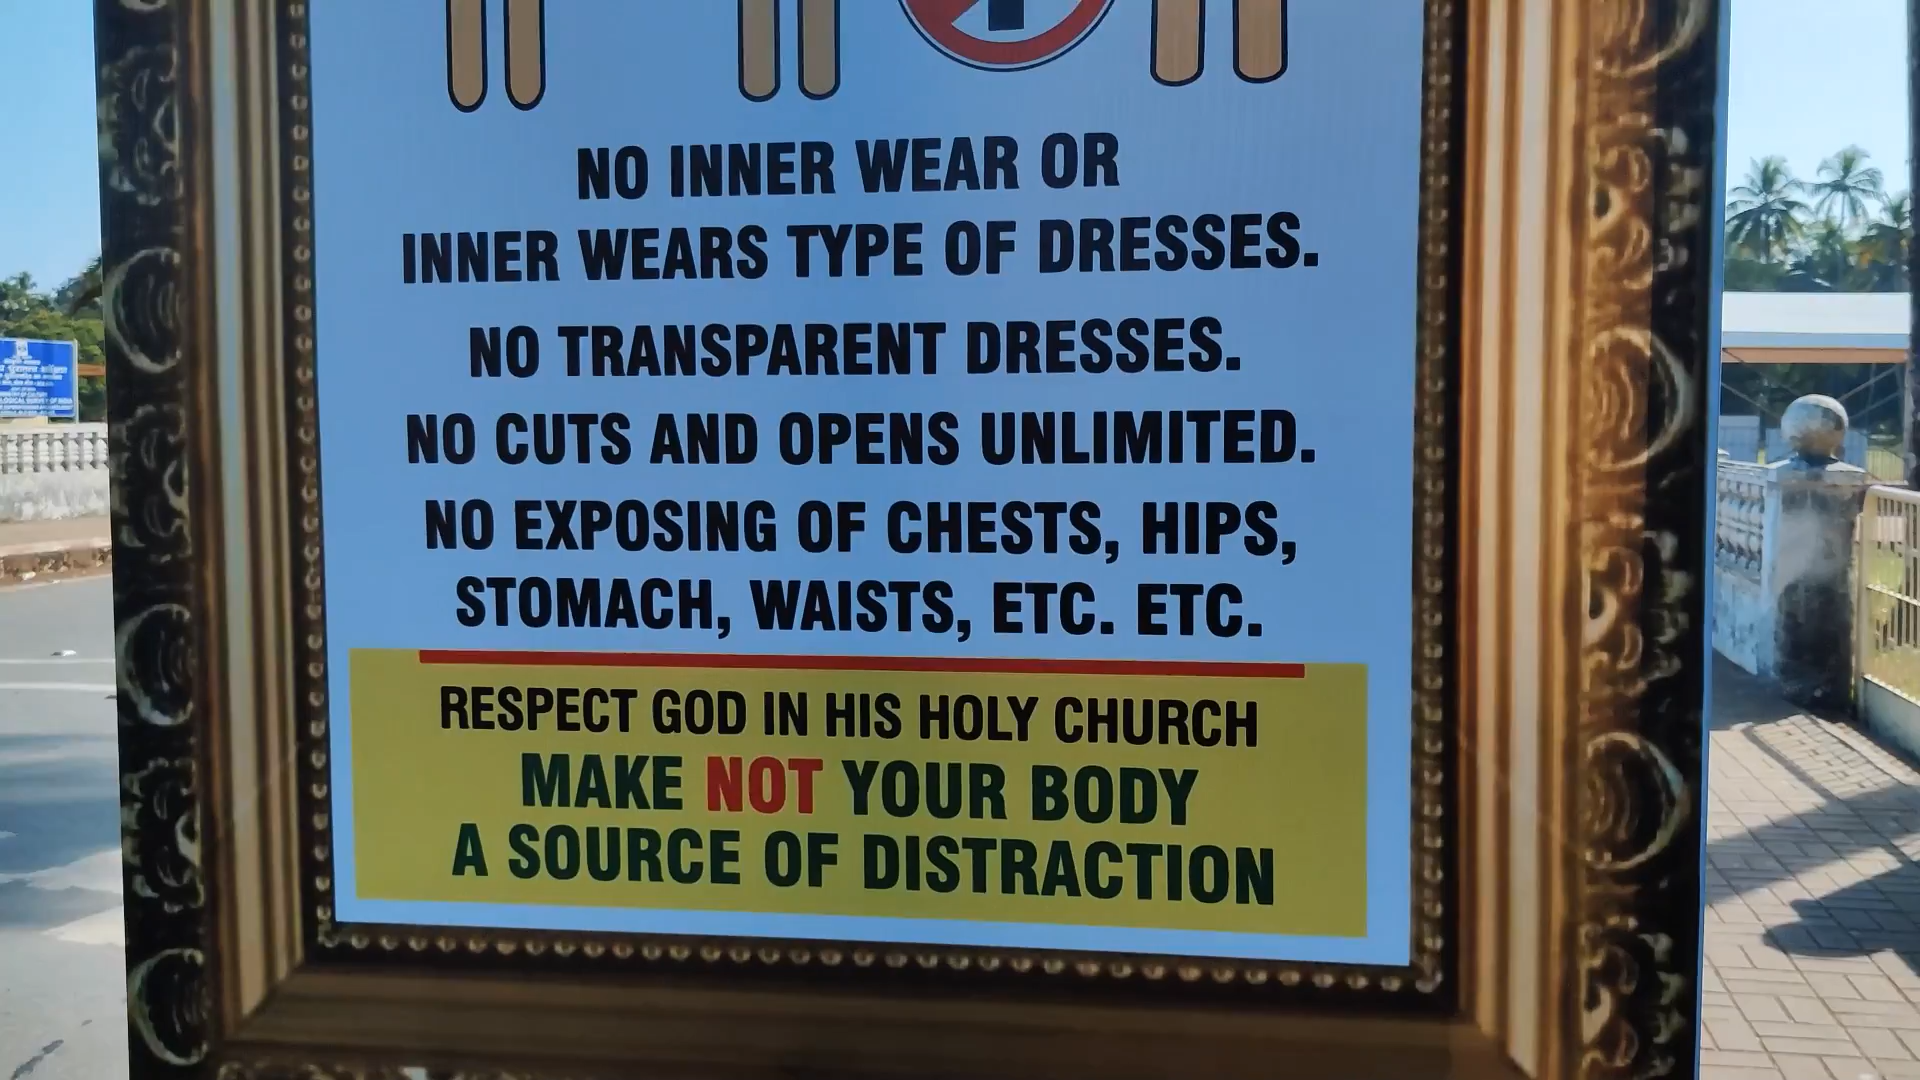 NO INNER WEAR OR
INNER WEARS TYPE OF DRESSES.
NO TRANSPARENT DRESSES.
NO CUTS AND OPENS UNLIMITED.
NO EXPOSING OF CHESTS, HIPS,
STOMACH, WAISTS, ETC. ETC.
RESPECT GOD IN HIS HOLY CHURCH
MAKE NOT YOUR BODY
A SOURCE OF DISTRACTION